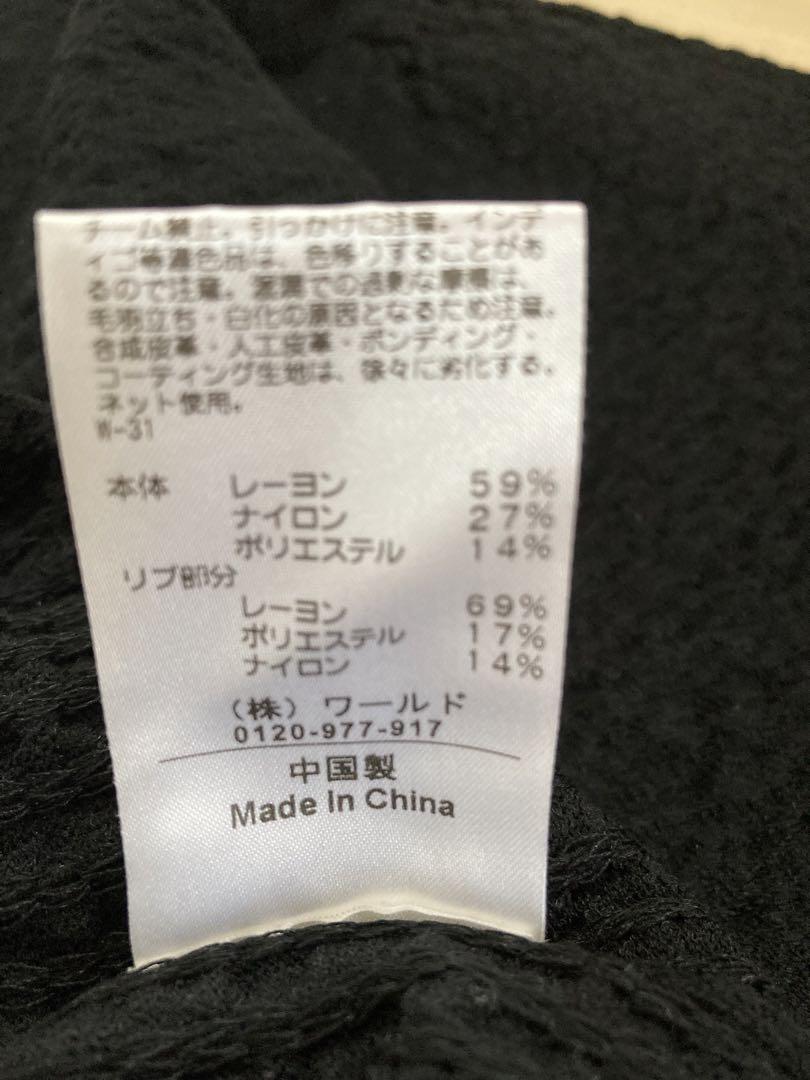 チーム禁止。引っかけに注意。インディ
ィゴ等濃色品は、色移りすることがあ
るので注意。着用での過剰な摩擦は、
毛羽立ち・白化の原因となるため注意。
合成皮革・人工皮革・ボンディング・
コーティング生地は、徐々に劣化する。
ネット使用。
W-31
本体 レーヨン 59%
ナイロン 27%
ポリエステル 14%
リブ部分
レーヨン 69%
ポリエステル 17%
ナイロン 14%
(株) ワールド
0120-977-917
中国製
Made In China